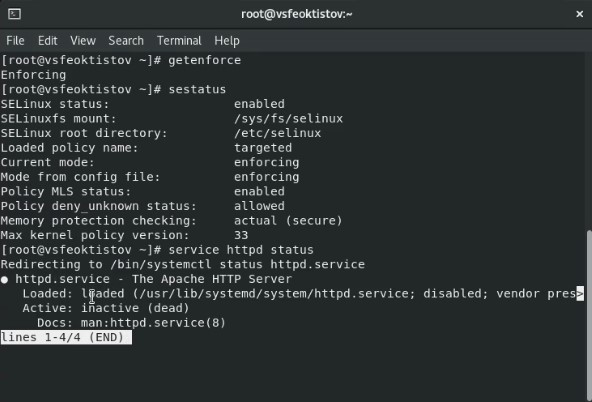 root@vsfeoktistov:~
File Edit View Search Terminal Help
[root@vsfeoktistov ~]# getenforce
Enforcing
[root@vsfeoktistov ~]# sestatus
SELinux status:                 enabled
SELinuxfs mount:                /sys/fs/selinux
SELinux root directory:         /etc/selinux
Loaded policy name:             targeted
Current mode:                   enforcing
Mode from config file:          enforcing
Policy MLS status:              enabled
Policy deny_unknown status:     allowed
Memory protection checking:     actual (secure)
Max kernel policy version:      33
[root@vsfeoktistov ~]# service httpd status
Redirecting to /bin/systemctl status httpd.service
● httpd.service - The Apache HTTP Server
   Loaded: loaded (/usr/lib/systemd/system/httpd.service; disabled; vendor pres>
   Active: inactive (dead)
     Docs: man:httpd.service(8)
lines 1-4/4 (END)